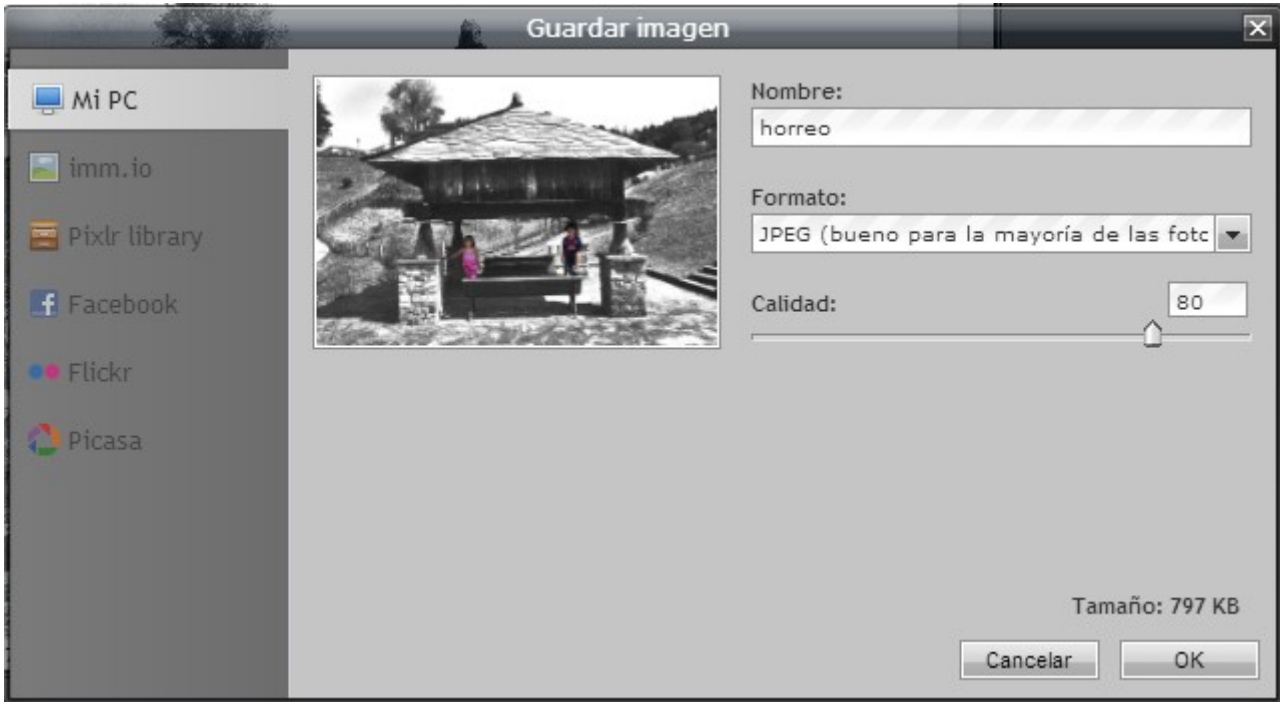 Guardar imagen
Mi PC
imm.io
Pixlr library
Facebook
Flickr
Picasa
Nombre:
horreo
Formato:
JPEG (bueno para la mayoría de las fotc
Calidad:
80
Tamaño: 797 KB
Cancelar
OK